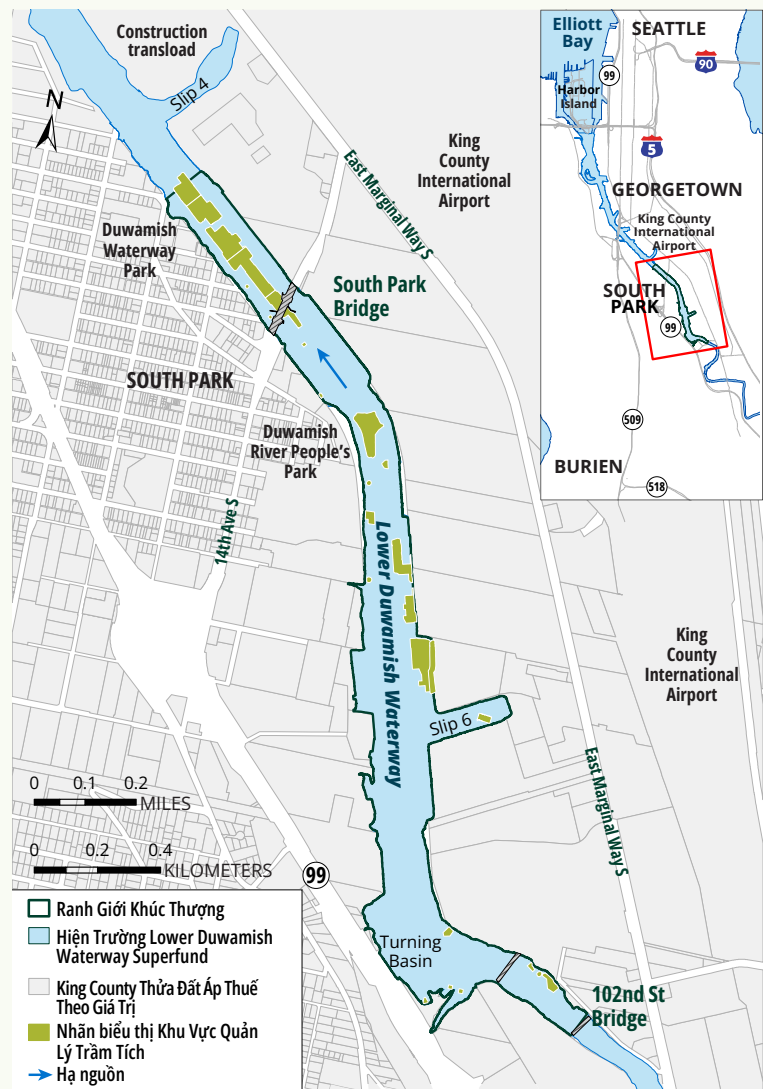 Construction
transload
Slip 4
N
King
County
International
Airport
East Marginal Way S
Duwamish
Waterway
Park
South Park
Bridge
SOUTH PARK
Duwamish
River People's
Park
14th Ave S
Lower Duwamish Waterway
King
County
International
Airport
Slip 6
East Marginal Way S
0 0.1 0.2
MILES
0 0.2 0.4
KILOMETERS
99
Turning
Basin
102nd St
Bridge
Ranh Giới Khúc Thượng
Hiện Trường Lower Duwamish
Waterway Superfund
King County Thửa Đất Áp Thuế
Theo Giá Trị
Nhãn biểu thị Khu Vực Quản
Lý Trầm Tích
Hạ nguồn
Elliott
Bay
SEATTLE
99
90
Harbor
Island
5
GEORGETOWN
King County
International
Airport
SOUTH
PARK
99
509
BURIEN
518